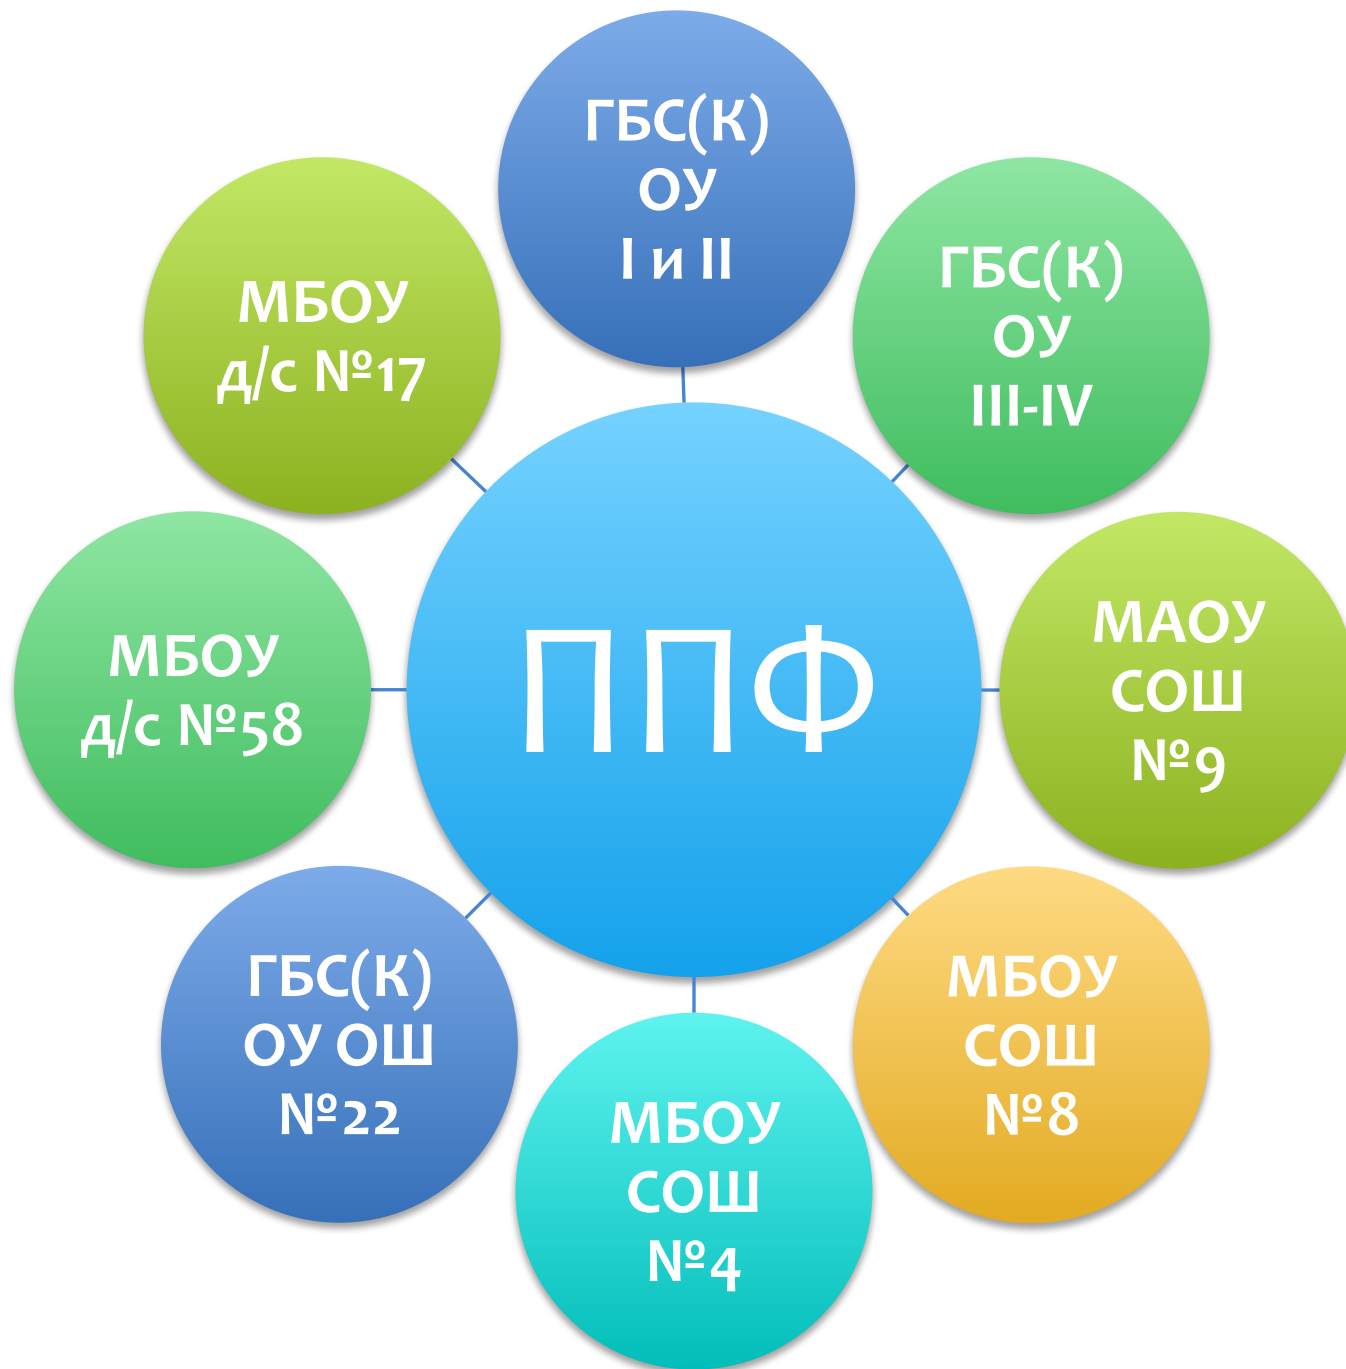 ГБС(К)
ОУ
I и II
ГБС(К)
ОУ
III-IV
МАОУ
СОШ
№9
МБОУ
СОШ
№8
МБОУ
СОШ
№4
ГБС(К)
ОУ ОШ
№22
МБОУ
д/с №58
МБОУ
д/с №17
ППФ